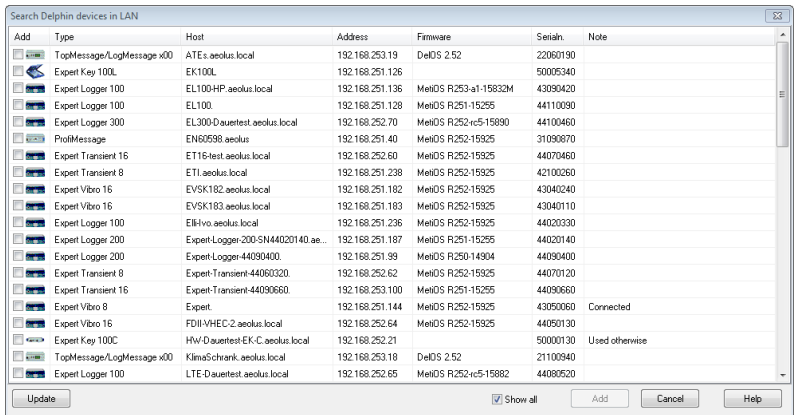 Search Delphin devices in LAN
Add Type Host Address Firmware Serialn. Note
TopMessage/LogMessage x00 ATEs.aeolus.local 192.168.253.19 DelOS 2.52 22060190
Expert Key 100L EK100L 192.168.251.126 50005340
Expert Logger 100 EL100-HP.aeolus.local 192.168.251.136 MetiOS R253-a1-15832M 43090420
Expert Logger 100 EL100. 192.168.251.128 MetiOS R251-15255 44110090
Expert Logger 300 EL300-Dauertest.aeolus.local 192.168.252.70 MetiOS R252-rc5-15890 44100460
ProfiMessage EN60598.aeolus 192.168.251.40 MetiOS R252-15925 31090870
Expert Transient 16 ET16-test.aeolus.local 192.168.252.60 MetiOS R252-15925 44070460
Expert Transient 8 ETI.aeolus.local 192.168.251.238 MetiOS R252-15925 42100260
Expert Vibro 16 EVSK182.aeolus.local 192.168.251.182 MetiOS R252-15925 43040240
Expert Vibro 16 EVSK183.aeolus.local 192.168.251.183 MetiOS R252-15925 43040110
Expert Logger 100 Elli-Ivo.aeolus.local 192.168.251.236 MetiOS R252-15925 44020330
Expert Logger 200 Expert-Logger-200-SN44020140.ae... 192.168.251.187 MetiOS R251-15255 44020140
Expert Logger 200 Expert-Logger-44090400. 192.168.251.99 MetiOS R250-14904 44090400
Expert Transient 8 Expert-Transient-44060320. 192.168.252.62 MetiOS R252-15925 44070120
Expert Transient 16 Expert-Transient-44090660. 192.168.253.100 MetiOS R251-15255 44090660
Expert Vibro 8 Expert. 192.168.251.144 MetiOS R252-15925 43050060 Connected
Expert Vibro 16 FDII-VHEC-2.aeolus.local 192.168.252.64 MetiOS R252-15925 44050130
Expert Key 100C HW-Dauertest-EK-C.aeolus.local 192.168.252.21 50000130 Used otherwise
TopMessage/LogMessage x00 KlimaSchrank.aeolus.local 192.168.253.18 DelOS 2.52 21100940
Expert Logger 100 LTE-Dauertest.aeolus.local 192.168.252.65 MetiOS R252-rc5-15882 44080520
Update Show all Add Cancel Help